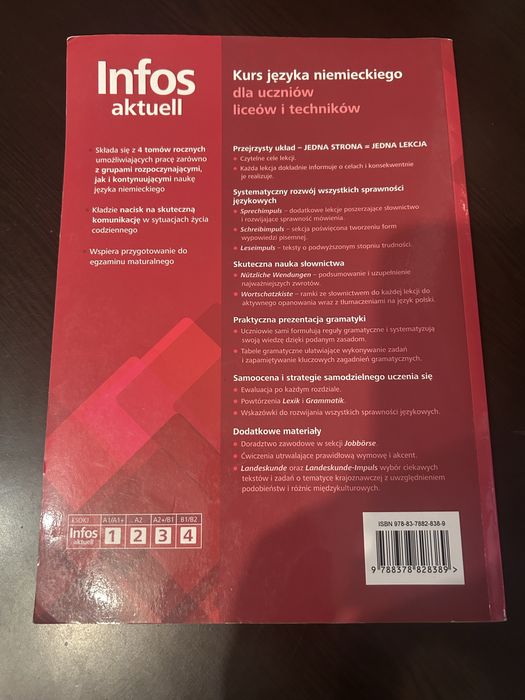 Infos
aktuell
Składa się z 4 tomów rocznych
umożliwiających pracę zarówno
z grupami rozpoczynającymi,
jak i kontynuującymi naukę
języka niemieckiego
Kładzie nacisk na skuteczną
komunikację w sytuacjach życia
codziennego
Wspiera przygotowanie do
egzaminu maturalnego
Kurs języka niemieckiego
dla uczniów
liceów i techników
Przejrzysty układ – JEDNA STRONA = JEDNA LEKCJA
• Czytelne cele lekcji.
• Każda lekcja dokładnie informuje o celach i konsekwentnie
je realizuje.
Systematyczny rozwój wszystkich sprawności
językowych
• Sprechimpuls – dodatkowe lekcje poszerzające słownictwo
i rozwijające sprawność mówienia.
• Schreibimpuls – sekcja poświęcona tworzeniu form
wypowiedzi pisemnej.
• Leseimpuls – teksty o podwyższonym stopniu trudności.
Skuteczna nauka słownictwa
• Nützliche Wendungen – podsumowanie i uzupełnienie
najważniejszych zwrotów.
• Wortschatzkiste – ramki ze słownictwem do każdej lekcji do
aktywnego opanowania wraz z tłumaczeniami na język polski.
Praktyczna prezentacja gramatyki
• Uczniowie sami formułują reguły gramatyczne i systematyzują
swoją wiedzę dzięki podanym zasadom.
• Tabele gramatyczne ułatwiające wykonywanie zadań
i zapamiętywanie kluczowych zagadnień gramatycznych.
Samoocena i strategie samodzielnego uczenia się
• Ewaluacja po każdym rozdziale.
• Powtórzenia Lexik i Grammatik.
• Wskazówki do rozwijania wszystkich sprawności językowych.
Dodatkowe materiały
• Doradztwo zawodowe w sekcji Jobbörse.
• Ćwiczenia utrwalające prawidłową wymowę i akcent.
• Landeskunde oraz Landeskunde-Impuls wybór ciekawych
tekstów i zadań o tematyce krajoznawczej z uwzględnieniem
podobieństw i różnic międzykulturowych.
ESOKJ A1/A1+ A2 A2+/B1 B1/B2
Infos aktuell 1 2 3 4
ISBN 978-83-7882-838-9
9 788378 828389 >